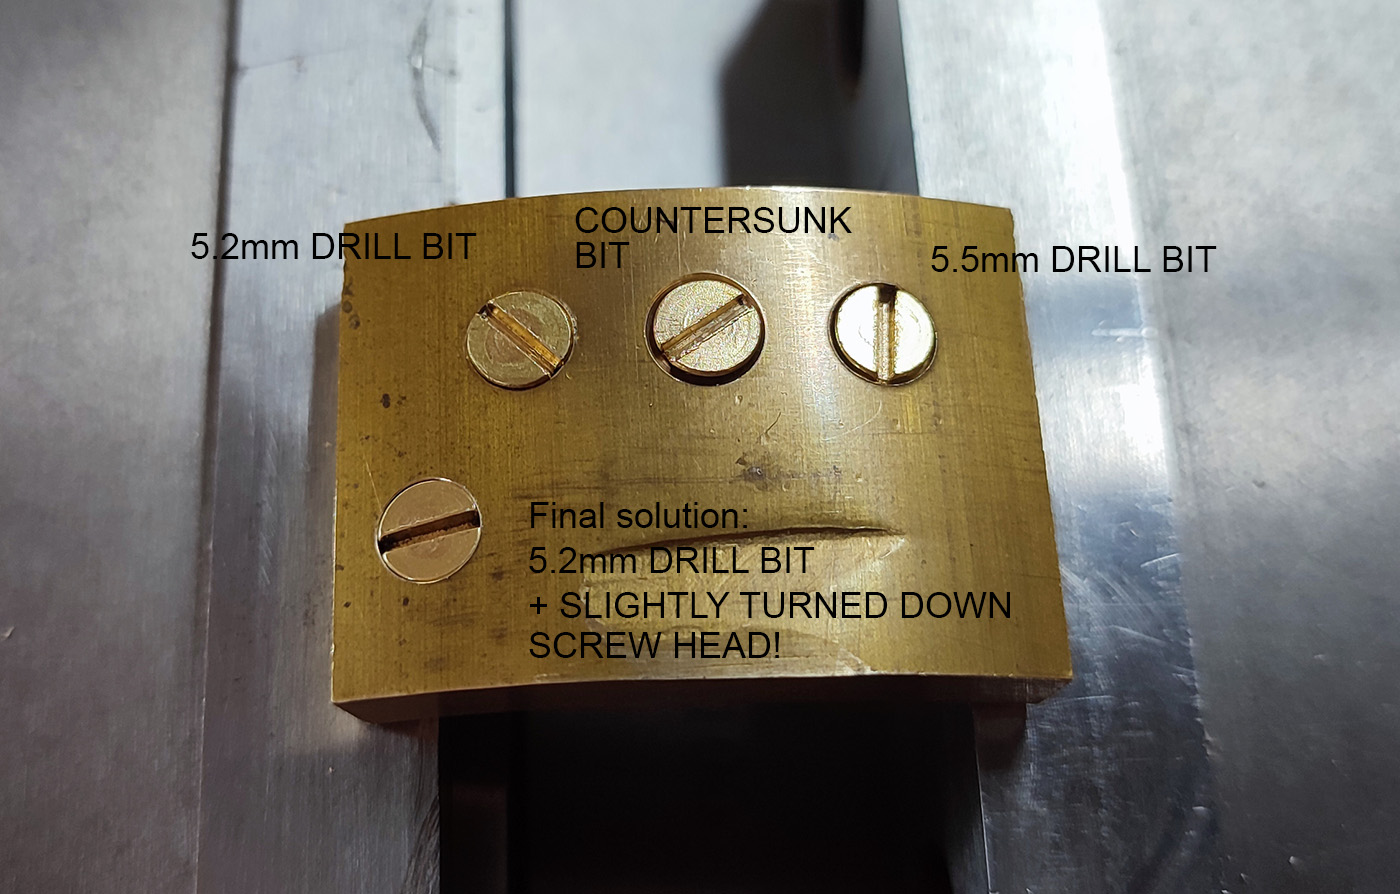 5.2mm DRILL BIT
COUNTERSUNK
BIT
5.5mm DRILL BIT
Final solution:
5.2mm DRILL BIT
+ SLIGHTLY TURNED DOWN
SCREW HEAD!